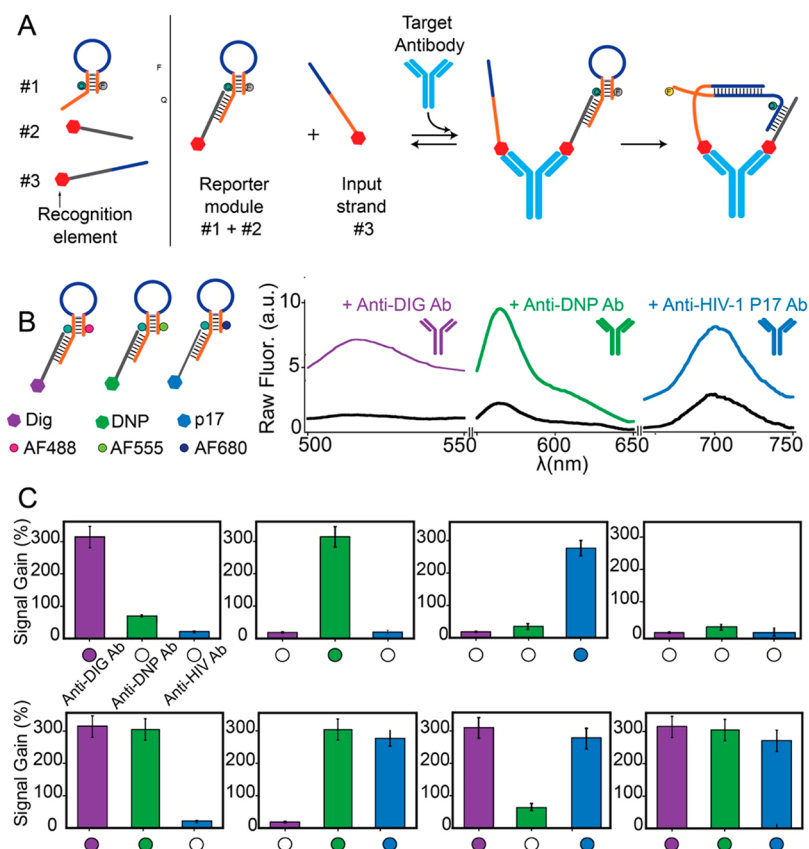 A
F
Q
#1
#2
#3
Recognition
element
Reporter
module
#1 + #2
+
Input
strand
#3
Target
Antibody
F
F
F
B
Dig
DNP
p17
AF488
AF555
AF680
Raw Fluor. (a.u.)
10
5
0
+ Anti-DIG Ab
+ Anti-DNP Ab
+ Anti-HIV-1 P17 Ab
500
550
600
650
700
750
λ(nm)
C
Signal Gain (%)
300
200
100
0
300
200
100
0
300
200
100
0
300
200
100
0
Anti-DIG Ab
Anti-DNP Ab
Anti-HIV Ab
Signal Gain (%)
300
200
100
0
300
200
100
0
300
200
100
0
300
200
100
0